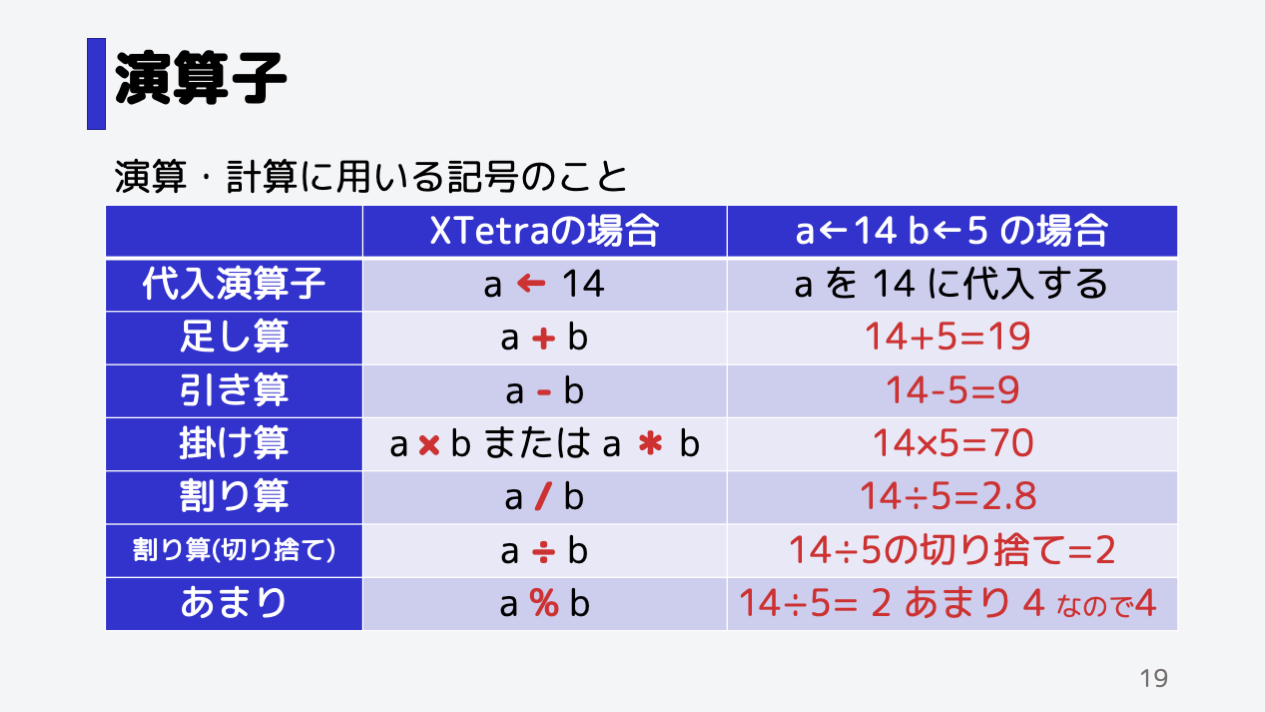 演算子
演算・計算に用いる記号のこと
XTetraの場合 a←14 b←5 の場合
代入演算子 a ← 14 a を 14 に代入する
足し算 a + b 14+5=19
引き算 a - b 14-5=9
掛け算 a × b または a * b 14×5=70
割り算 a / b 14÷5=2.8
割り算(切り捨て) a ÷ b 14÷5の切り捨て=2
あまり a % b 14÷5= 2 あまり 4 なので4
19